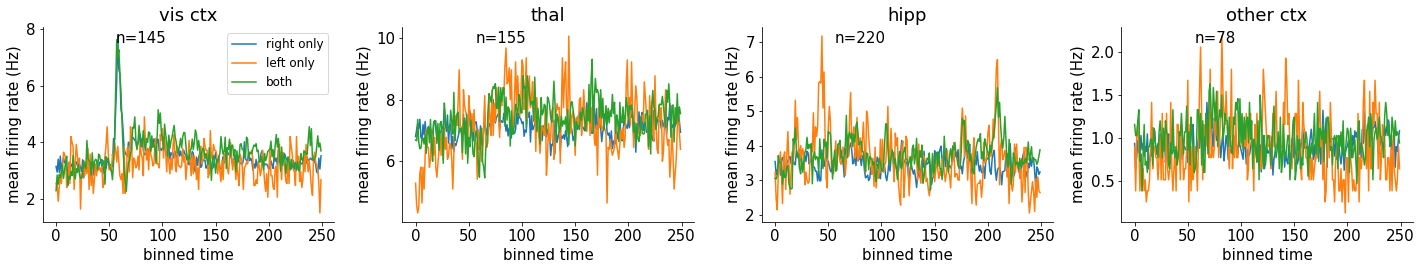 vis ctx
mean firing rate (Hz)
8
6
4
2
n=145
right only
left only
both
0 50 100 150 200 250
binned time
thal
mean firing rate (Hz)
10
8
6
n=155
0 50 100 150 200 250
binned time
hipp
mean firing rate (Hz)
7
6
5
4
3
2
n=220
0 50 100 150 200 250
binned time
other ctx
mean firing rate (Hz)
2.0
1.5
1.0
0.5
n=78
0 50 100 150 200 250
binned time